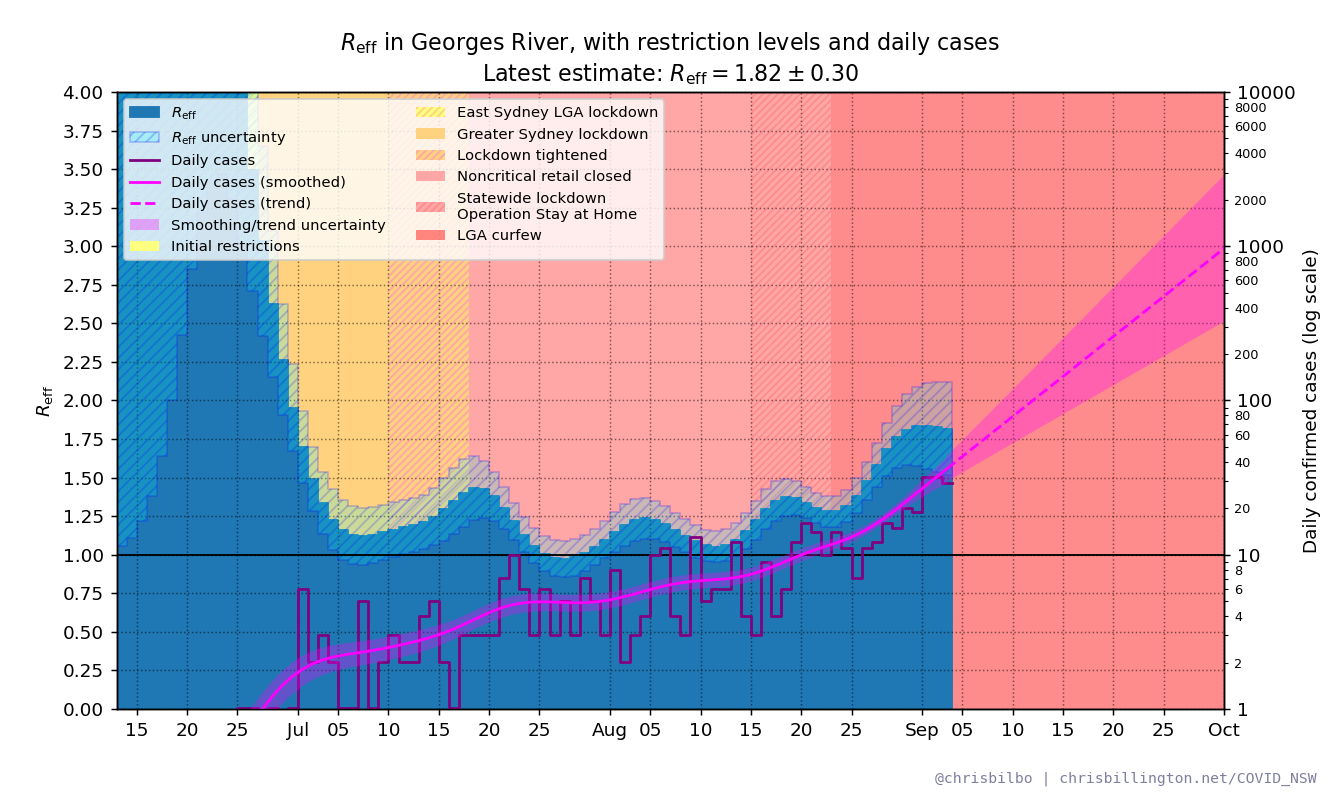 Reff in Georges River, with restriction levels and daily cases
Latest estimate: Reff = 1.82 ± 0.30
Reff
Reff uncertainty
Daily cases
Daily cases (smoothed)
Daily cases (trend)
Smoothing/trend uncertainty
Initial restrictions
East Sydney LGA lockdown
Greater Sydney lockdown
Lockdown tightened
Noncritical retail closed
Statewide lockdown
Operation Stay at Home
LGA curfew
Reff
4.00
3.75
3.50
3.25
3.00
2.75
2.50
2.25
2.00
1.75
1.50
1.25
1.00
0.75
0.50
0.25
0.00
15 20 25 Jul 05 10 15 20 25 Aug 05 10 15 20 25 Sep 05 10 15 20 25 Oct
10000
8000
6000
4000
2000
1000
800
600
400
200
100
80
60
40
20
10
8
6
4
2
1
Daily confirmed cases (log scale)
@chrisbilbo | chrisbillington.net/COVID_NSW